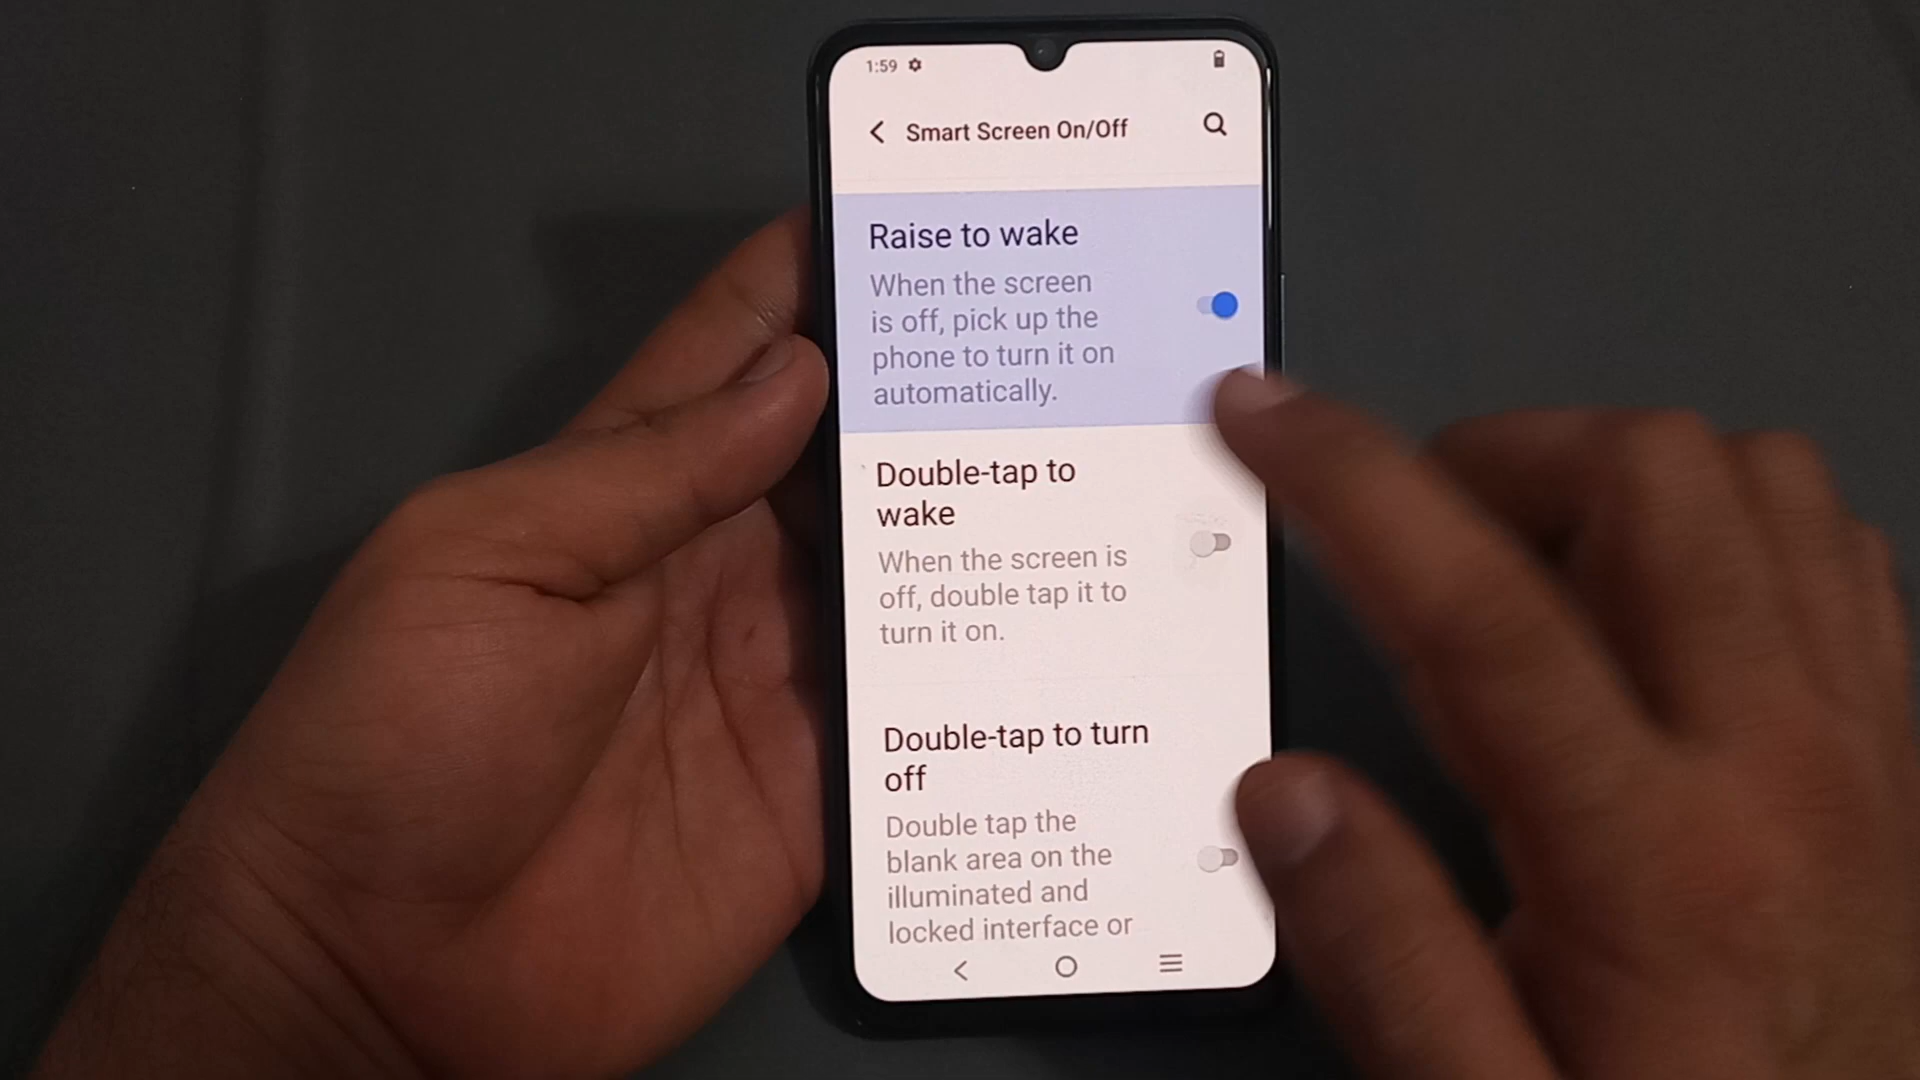 1:59
Smart Screen On/Off
Raise to wake
When the screen
is off, pick up the
phone to turn it on
automatically.
Double-tap to
wake
When the screen is
off, double tap it to
turn it on.
Double-tap to turn
off
Double tap the
blank area on the
illuminated and
locked interface or